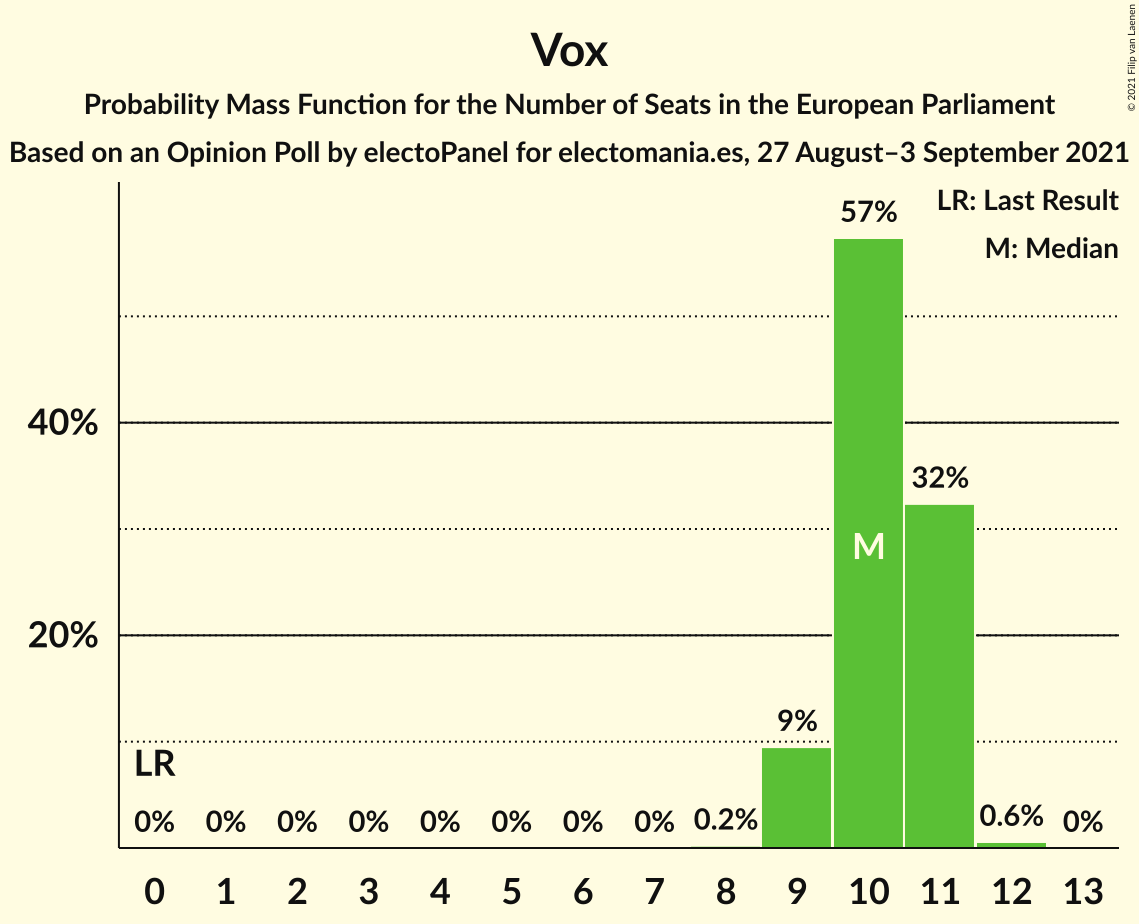 Vox
Probability Mass Function for the Number of Seats in the European Parliament
Based on an Opinion Poll by electoPanel for electomania.es, 27 August–3 September 2021
© 2021 Filip van Laenen
LR: Last Result
M: Median
57%
40%
32%
M
20%
9%
LR
0% 0% 0% 0% 0% 0% 0% 0% 0.2% 0.6% 0%
0 1 2 3 4 5 6 7 8 9 10 11 12 13